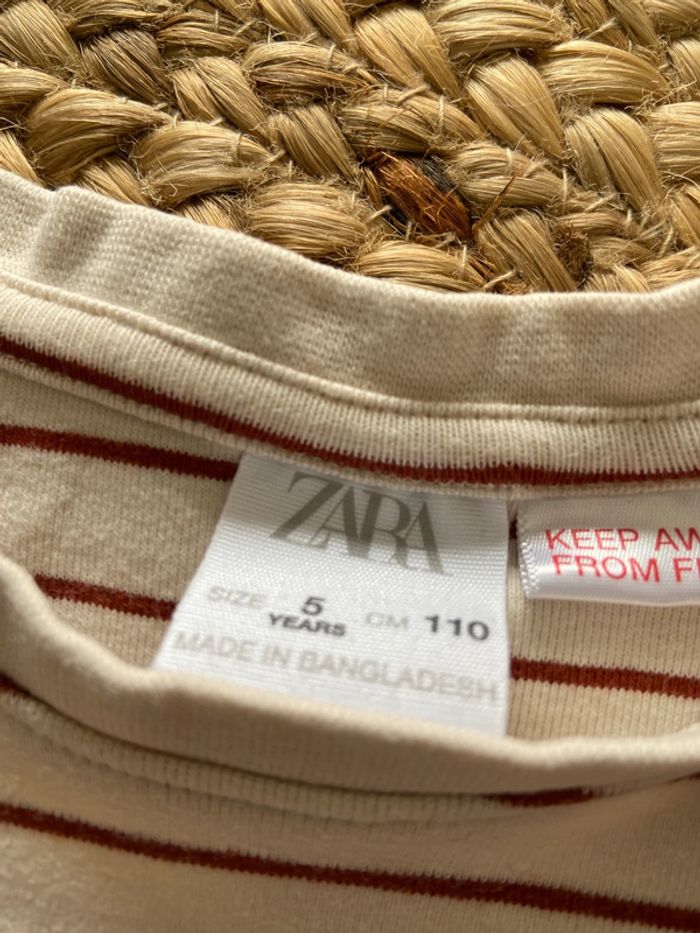 ZARA
SIZE 5 YEARS CM 110
MADE IN BANGLADESH
KEEP AW
FROM F